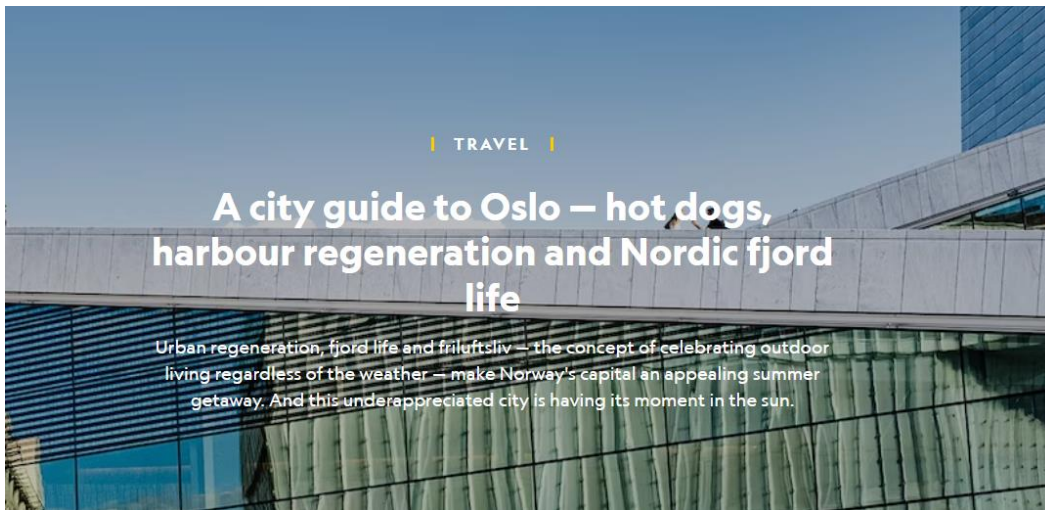 TRAVEL
A city guide to Oslo — hot dogs,
harbour regeneration and Nordic fjord
life
Urban regeneration, fjord life and friluftsliv — the concept of celebrating outdoor
living regardless of the weather — make Norway's capital an appealing summer
getaway. And this underappreciated city is having its moment in the sun.